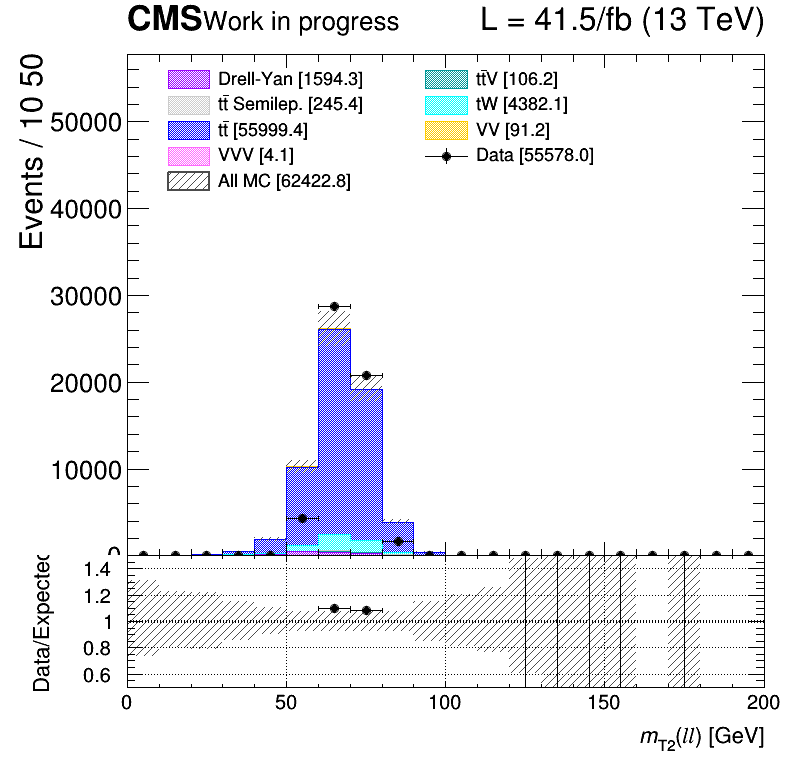 CMS Work in progress L = 41.5/fb (13 TeV)
Events / 10 50
Drell-Yan [1594.3] tt̄V [106.2]
tt̄ Semilep. [245.4] tW [4382.1]
tt̄ [55999.4] VV [91.2]
VVV [4.1] Data [55578.0]
All MC [62422.8]
50000
40000
30000
20000
10000
0
Data/Expected
1.4
1.2
1
0.8
0.6
0 50 100 150 200
m_T2(ll) [GeV]